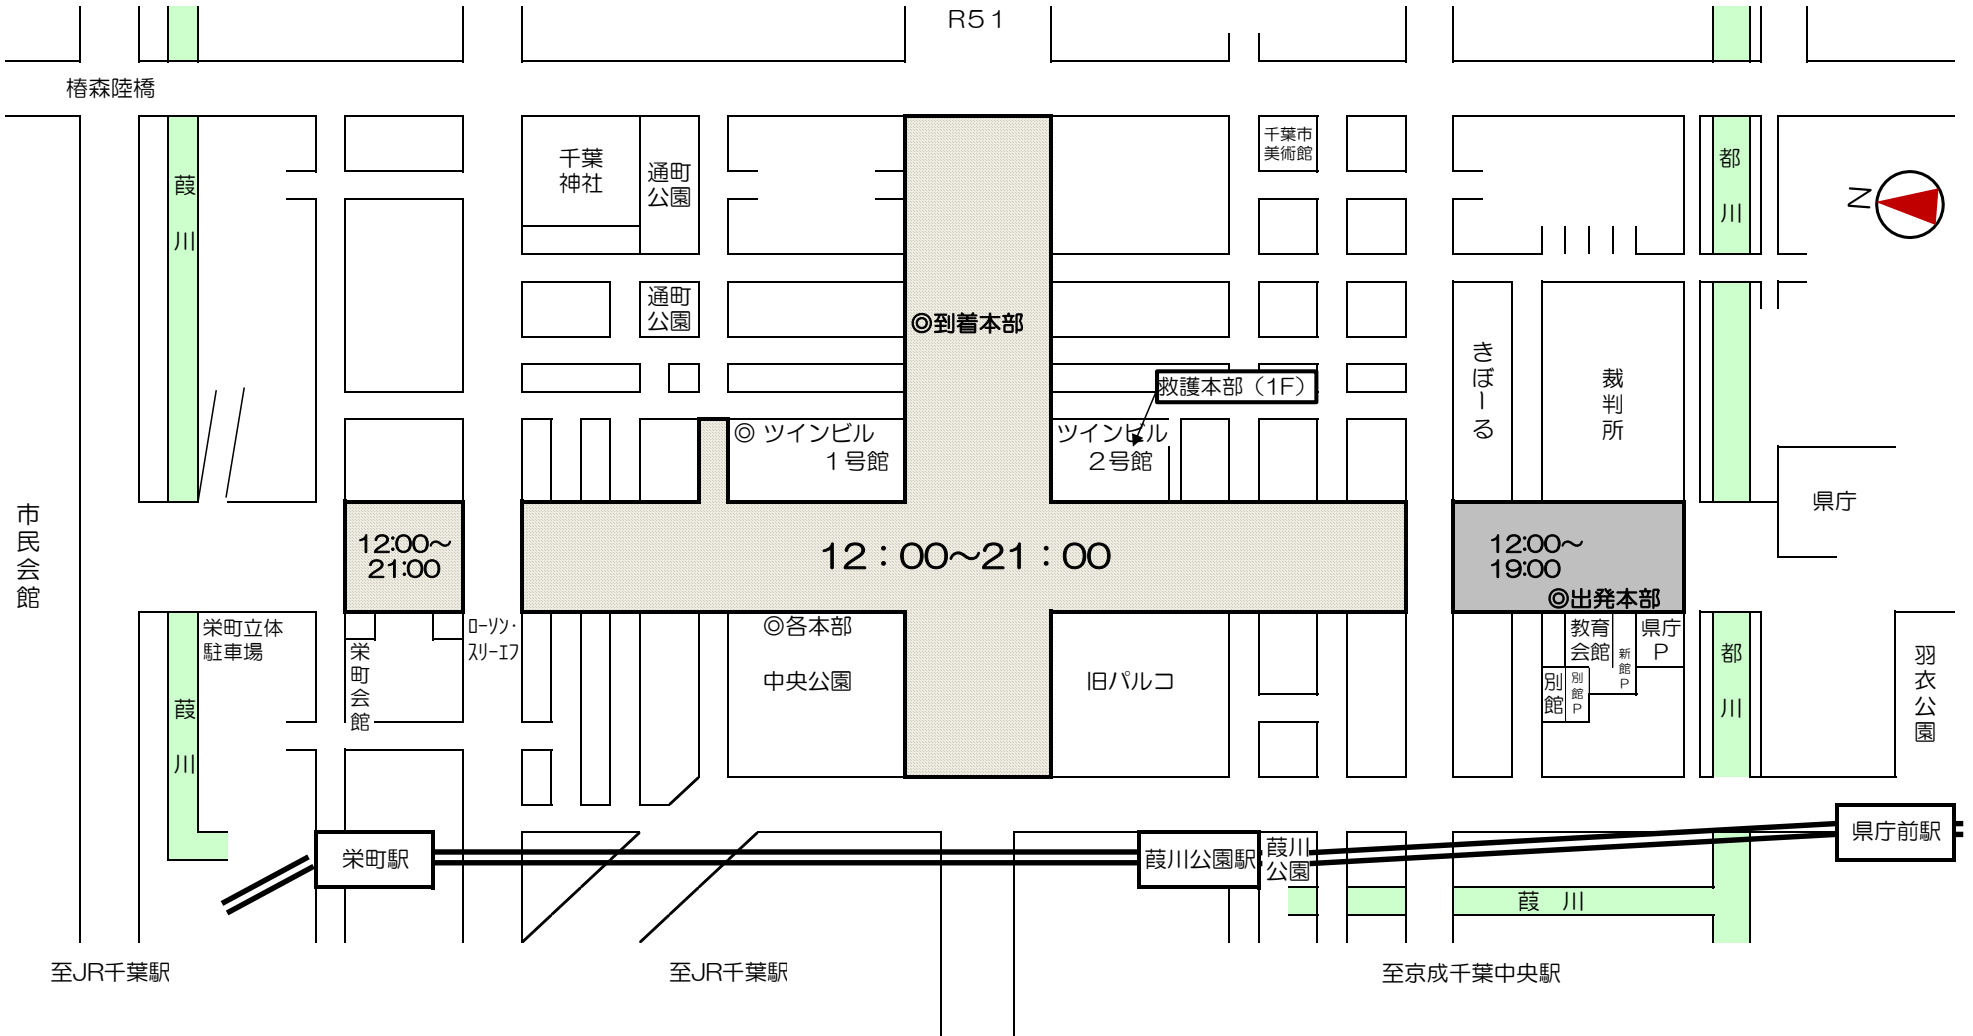 R51
椿森陸橋
千葉
神社
通町
公園
千葉市
美術館
葭
川
都
川
N
通町
公園
◎到着本部
きぼーる
裁判所
救護本部（1F）
◎ ツインビル
１号館
ツインビル
２号館
県庁
市民会館
12:00～
21:00
12：00～21：00
12:00～
19:00
◎出発本部
栄町立体
駐車場
栄町会館
ﾛｰｿﾝ･
ｽﾘｰｴﾌ
◎各本部
中央公園
旧パルコ
教育
会館
新館P
県庁
P
別館
別館P
都
川
羽衣公園
葭
川
栄町駅
葭川公園駅
葭川
公園
県庁前駅
葭 川
至JR千葉駅
至JR千葉駅
至京成千葉中央駅